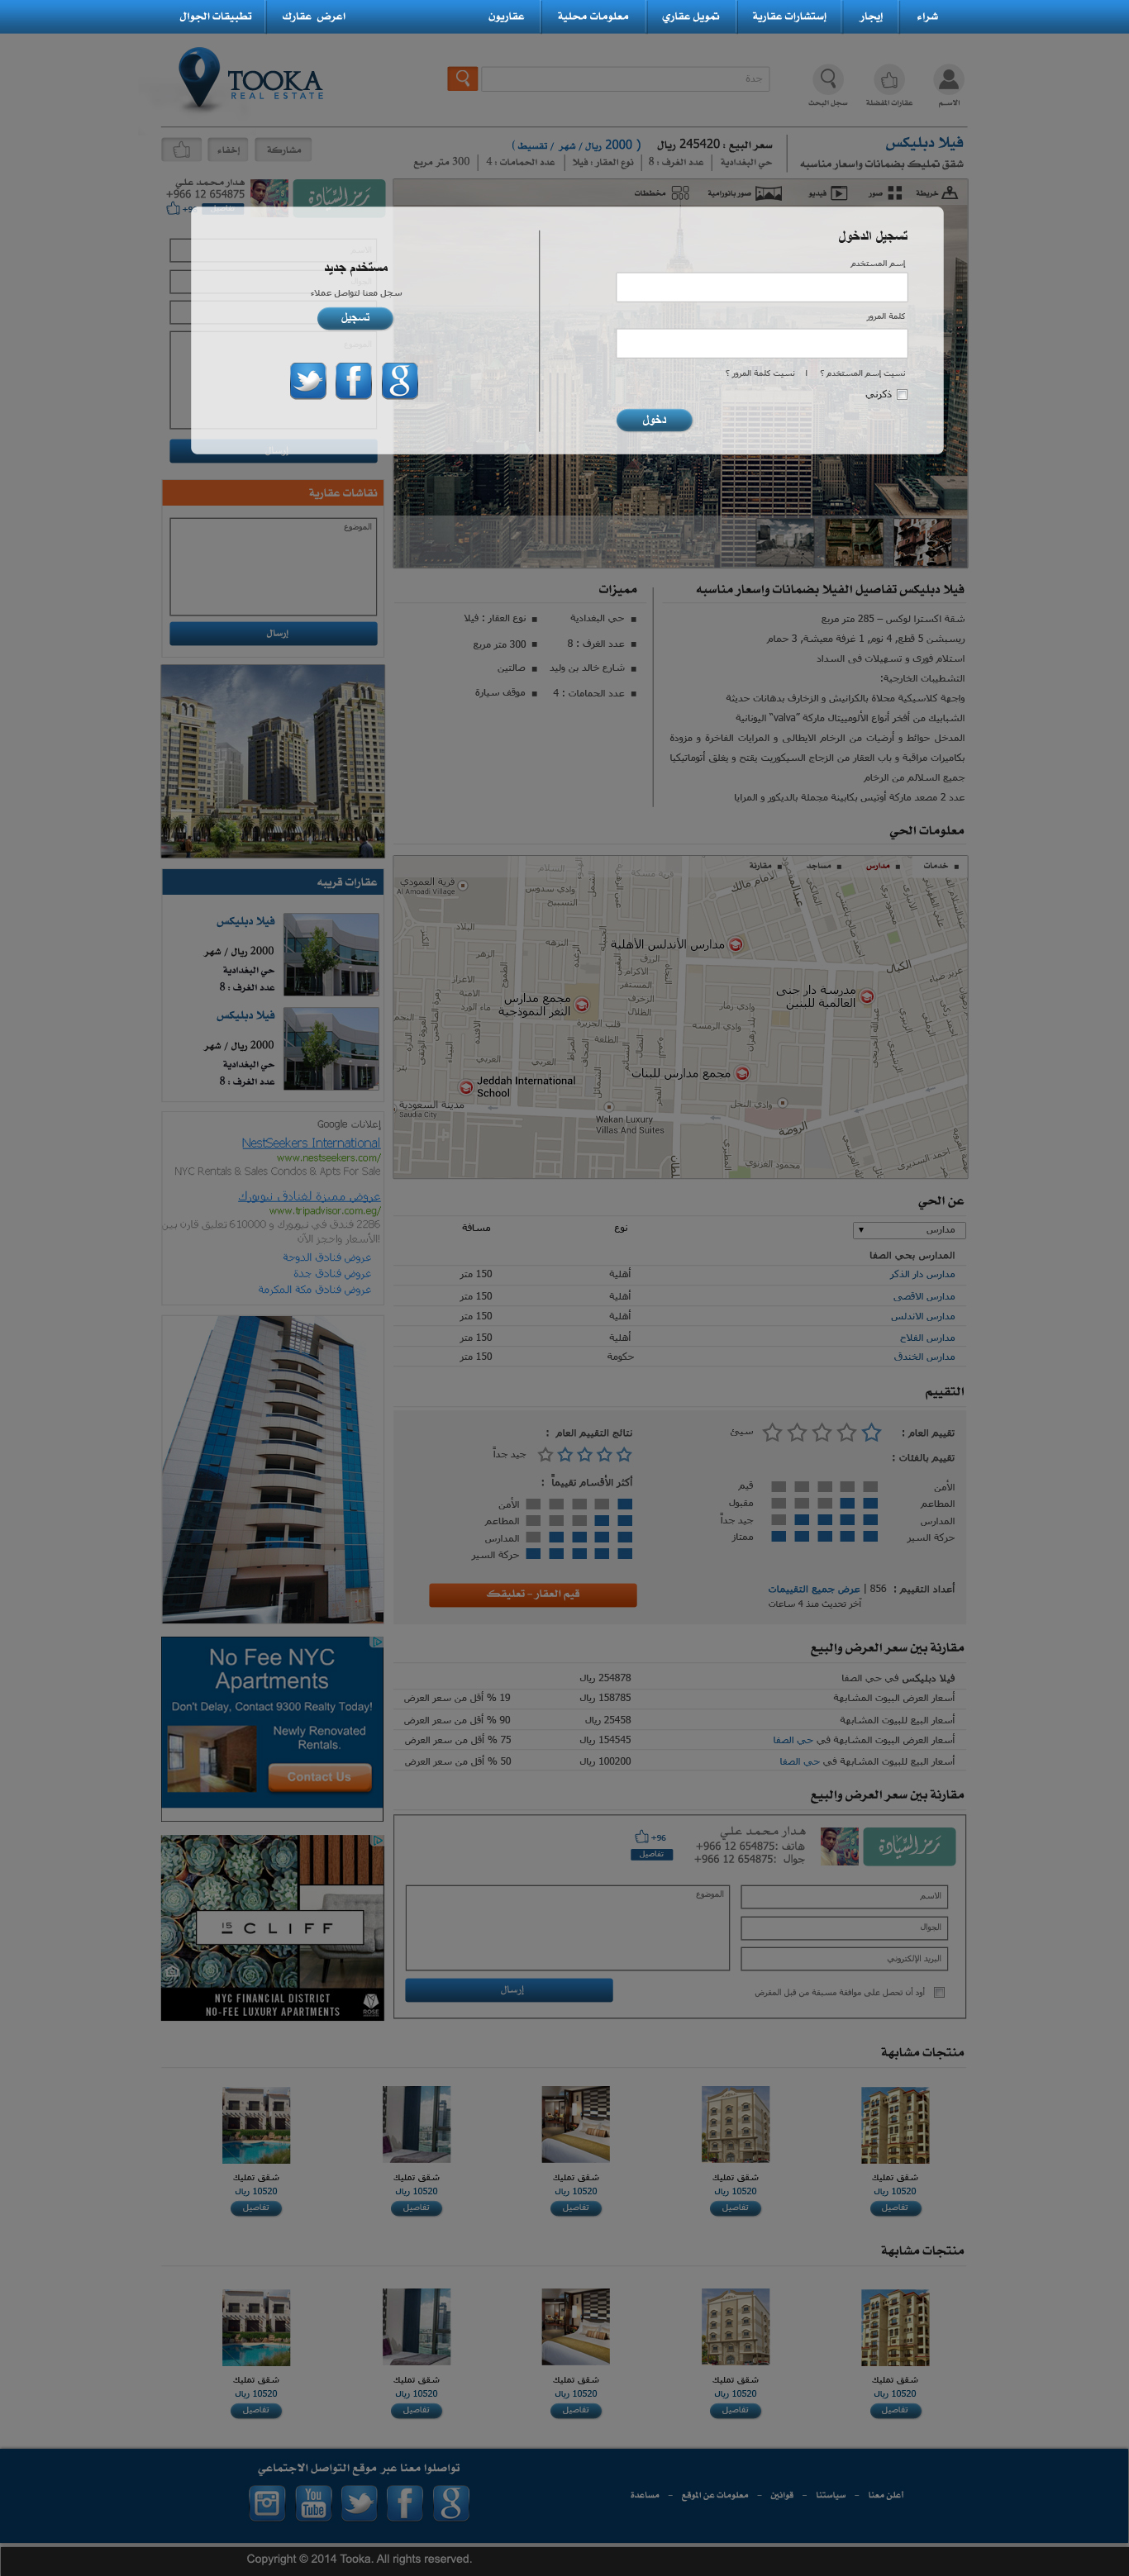 شراء
إيجار
إستشارات عقارية
تمويل عقاري
معلومات محلية
عقاريون
اعرض عقارك
تطبيقات الجوال
TOOKA
REAL ESTATE
جدة
سجل البحث
عقارات المفضلة
الاسم
فيلا دبليكس
شقق تمليك بضمانات واسعار مناسبه
سعر البيع : 245420 ريال ( 2000 ريال / شهر / تقسيط )
حي البغدادية | عدد الغرف : 8 | نوع العقار : فيلا | عدد الحمامات : 4 | 300 متر مربع
مشاركة
إخفاء
خريطة
صور
فيديو
صور بانورامية
مخططات
رمز السيادة
هدار محمد علي
+966 12 654875
تسجيل الدخول
إسم المستخدم
كلمة المرور
نسيت إسم المستخدم ؟ | نسيت كلمة المرور ؟
ذكرني
دخول
مستخدم جديد
سجل معنا لتواصل عملاء
تسجيل
الاسم
الموضوع
إرسال
نقاشات عقارية
الموضوع
إرسال
فيلا دبليكس تفاصيل الفيلا بضمانات واسعار مناسبه
شقة اكسترا لوكس – 285 متر مربع
ريسبشن 5 قطع, 4 نوم, 1 غرفة معيشة, 3 حمام
استلام فورى و تسهيلات فى السداد
التشطيبات الخارجية:
واجهة كلاسيكية محلاة بالكرانيش و الزخارف بدهانات حديثة
الشبابيك من أفخر أنواع الألوميتال ماركة "valva" اليونانية
المدخل حوائط و أرضيات من الرخام الايطالى و المرايات الفاخرة و مزودة
بكاميرات مراقبة و باب العقار من الزجاج السيكوريت يفتح و يغلق أتوماتيكيا
جميع السلالم من الرخام
عدد 2 مصعد ماركة أوتيس بكابينة مجملة بالديكور و المرايا
مميزات
حي البغدادية
نوع العقار : فيلا
عدد الغرف : 8
300 متر مربع
شارع خالد بن وليد
صالتين
عدد الحمامات : 4
موقف سيارة
معلومات الحي
خدمات
مدارس
مساجد
مقارنة
قرية العمودي
Al Amoadi Village
مدارس الأندلس الأهلية
مدرسة دار جنى
العالمية للبنين
مجمع مدارس
الثغر النموذجية
مجمع مدارس للبنات
Jeddah International
School
مدينة السعودية
Saudia City
Wakan Luxury
Villas And Suites
الروضة
الكيال
عقارات قريبه
فيلا دبليكس
2000 ريال / شهر
حي البغدادية
عدد الغرف : 8
فيلا دبليكس
2000 ريال / شهر
حي البغدادية
عدد الغرف : 8
إعلانات Google
NestSeekers International
www.nestseekers.com/
NYC Rentals & Sales Condos & Apts For Sale
عروض مميزة لفنادق نيويورك
www.tripadvisor.com.eg/
2286 فندق في نيويورك و 610000 تعليق قارن بين
الأسعار واحجز الآن!
عروض فنادق الدوحة
عروض فنادق جدة
عروض فنادق مكة المكرمة
عن الحي
مدارس
نوع
مسافة
المدارس بحي الصفا
مدارس دار الذكر أهلية 150 متر
مدارس الاقصى أهلية 150 متر
مدارس الاندلس أهلية 150 متر
مدارس الفلاح أهلية 150 متر
مدارس الخندق حكومة 150 متر
التقييم
تقييم العام :
سيئ
تقييم بالفئات :
الأمن
قيم
المطاعم
مقبول
المدارس
جيد جداً
حركة السير
ممتاز
نتائج التقييم العام :
جيد جداً
أكثر الأقسام تقييماً :
الأمن
المطاعم
المدارس
حركة السير
أعداد التقييم : 856 | عرض جميع التقييمات
آخر تحديث منذ 4 ساعات
قيم العقار - تعليقك
مقارنة بين سعر العرض والبيع
فيلا دبليكس في حي الصفا 254878 ريال
أسعار العرض البيوت المشابهة 158785 ريال 19 % أقل من سعر العرض
أسعار البيع للبيوت المشابهة 25458 ريال 90 % أقل من سعر العرض
أسعار العرض البيوت المشابهة في حي الصفا 154545 ريال 75 % أقل من سعر العرض
أسعار البيع للبيوت المشابهة في حي الصفا 100200 ريال 50 % أقل من سعر العرض
No Fee NYC
Apartments
Don't Delay, Contact 9300 Realty Today!
Newly Renovated
Rentals.
Contact Us
مقارنة بين سعر العرض والبيع
رمز السيادة
هدار محمد علي
هاتف: +966 12 654875
جوال: +966 12 654875
+96
تفاصيل
الاسم
الجوال
البريد الإلكتروني
الموضوع
أود أن تحصل على موافقة مسبقة من قبل المقرض
إرسال
15 CLIFF
NYC FINANCIAL DISTRICT
NO-FEE LUXURY APARTMENTS
ROSE
منتجات مشابهة
شقق تمليك شقق تمليك شقق تمليك شقق تمليك شقق تمليك
10520 ريال 10520 ريال 10520 ريال 10520 ريال 10520 ريال
تفاصيل تفاصيل تفاصيل تفاصيل تفاصيل
منتجات مشابهة
شقق تمليك شقق تمليك شقق تمليك شقق تمليك شقق تمليك
10520 ريال 10520 ريال 10520 ريال 10520 ريال 10520 ريال
تفاصيل تفاصيل تفاصيل تفاصيل تفاصيل
تواصلوا معنا عبر موقع التواصل الاجتماعي
You
Tube
أعلن معنا – سياستنا – قوانين – معلومات عن الموقع – مساعدة
Copyright © 2014 Tooka. All rights reserved.